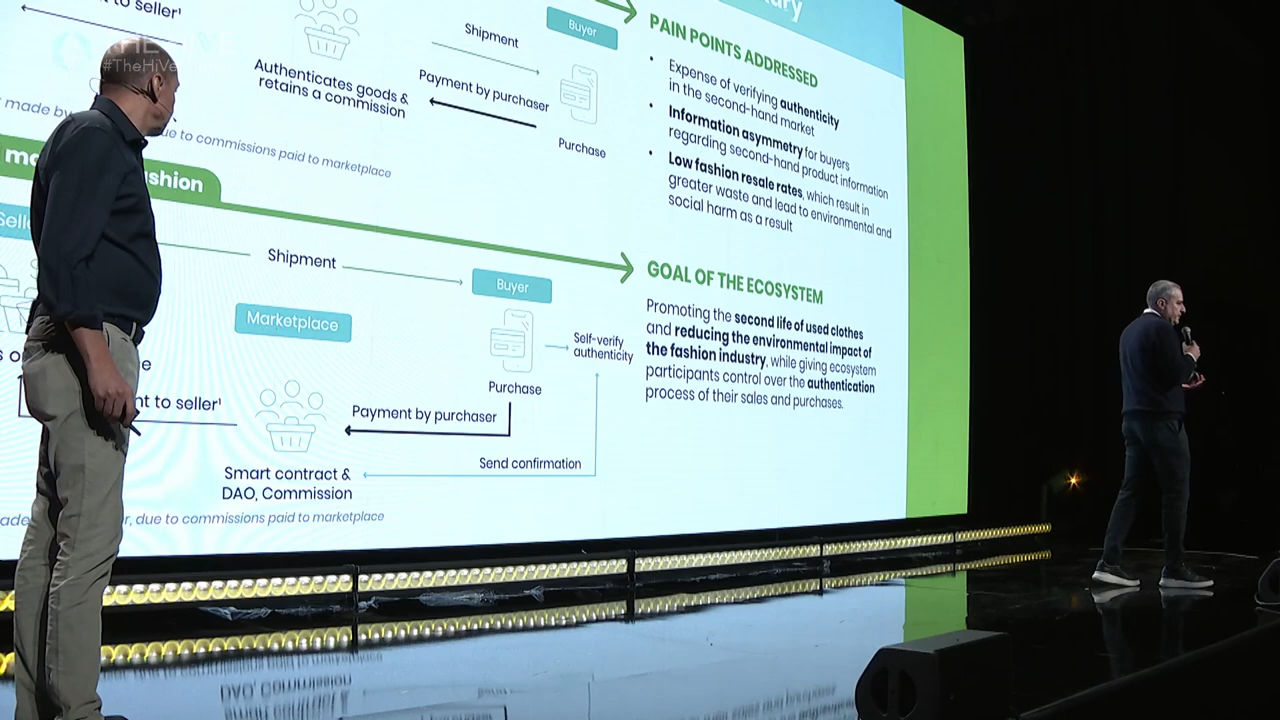 to seller¹
THE HiVE
#TheHiVe
Authenticates goods &
retains a commission
Shipment
Buyer
Payment by purchaser
Purchase
made by
due to commissions paid to marketplace
PAIN POINTS ADDRESSED
• Expense of verifying authenticity
in the second-hand market
• Information asymmetry for buyers
regarding second-hand product information
• Low fashion resale rates, which result in
greater waste and lead to environmental and
social harm as a result
Shipment
Buyer
Marketplace
Purchase
Self-verify
authenticity
to seller¹
Payment by purchaser
Send confirmation
Smart contract &
DAO, Commission
due to commissions paid to marketplace
GOAL OF THE ECOSYSTEM
Promoting the second life of used clothes
and reducing the environmental impact of
the fashion industry, while giving ecosystem
participants control over the authentication
process of their sales and purchases.